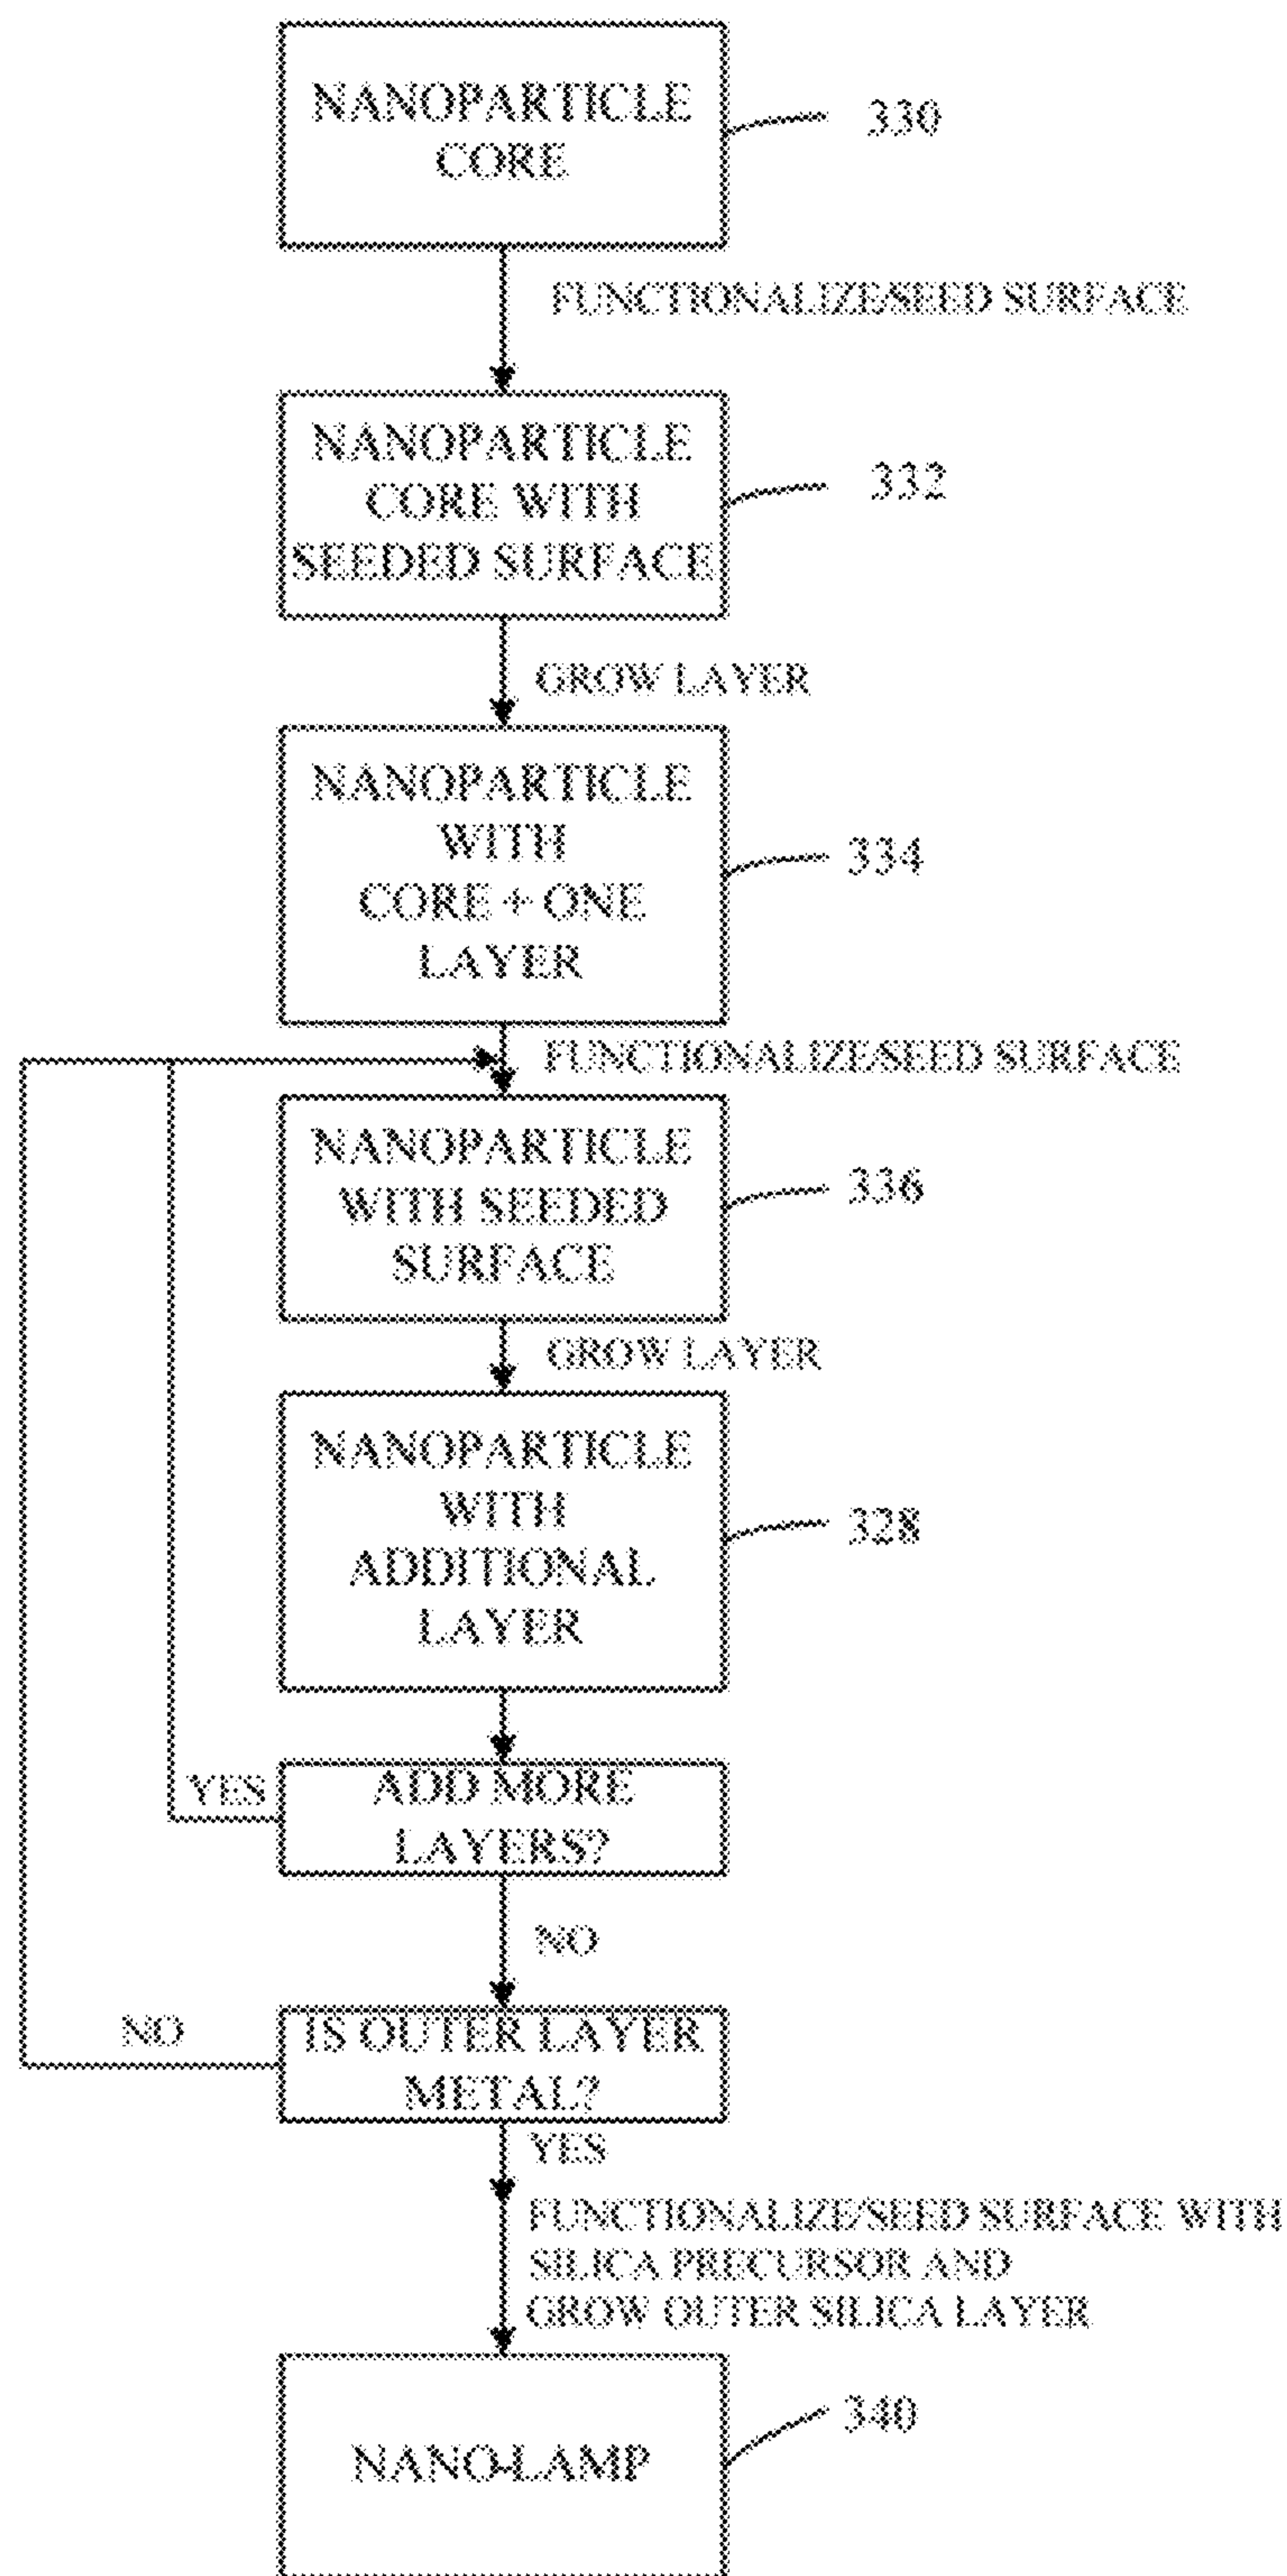 NANOPARTICLE
CORE
330
FUNCTIONALIZE/SEED SURFACE
NANOPARTICLE
CORE WITH
SEEDED SURFACE
332
GROW LAYER
NANOPARTICLE
WITH
CORE + ONE
LAYER
334
FUNCTIONALIZE/SEED SURFACE
NANOPARTICLE
WITH SEEDED
SURFACE
336
GROW LAYER
NANOPARTICLE
WITH
ADDITIONAL
LAYER
328
YES
ADD MORE
LAYERS?
NO
NO
IS OUTER LAYER
METAL?
YES
FUNCTIONALIZE/SEED SURFACE WITH
SILICA PRECURSOR AND
GROW OUTER SILICA LAYER
NANO-LAMP
340